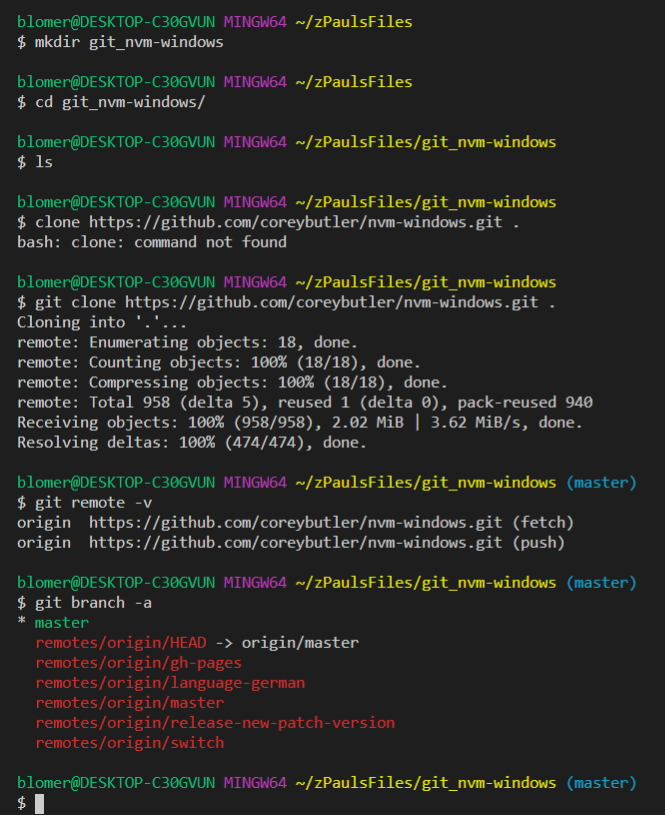 blomer@DESKTOP-C30GVUN MINGW64 ~/zPaulsFiles
$ mkdir git_nvm-windows
blomer@DESKTOP-C30GVUN MINGW64 ~/zPaulsFiles
$ cd git_nvm-windows/
blomer@DESKTOP-C30GVUN MINGW64 ~/zPaulsFiles/git_nvm-windows
$ ls
blomer@DESKTOP-C30GVUN MINGW64 ~/zPaulsFiles/git_nvm-windows
$ clone https://github.com/coreybutler/nvm-windows.git .
bash: clone: command not found
blomer@DESKTOP-C30GVUN MINGW64 ~/zPaulsFiles/git_nvm-windows
$ git clone https://github.com/coreybutler/nvm-windows.git .
Cloning into '.'...
remote: Enumerating objects: 18, done.
remote: Counting objects: 100% (18/18), done.
remote: Compressing objects: 100% (18/18), done.
remote: Total 958 (delta 5), reused 1 (delta 0), pack-reused 940
Receiving objects: 100% (958/958), 2.02 MiB | 3.62 MiB/s, done.
Resolving deltas: 100% (474/474), done.
blomer@DESKTOP-C30GVUN MINGW64 ~/zPaulsFiles/git_nvm-windows (master)
$ git remote -v
origin  https://github.com/coreybutler/nvm-windows.git (fetch)
origin  https://github.com/coreybutler/nvm-windows.git (push)
blomer@DESKTOP-C30GVUN MINGW64 ~/zPaulsFiles/git_nvm-windows (master)
$ git branch -a
* master
  remotes/origin/HEAD -> origin/master
  remotes/origin/gh-pages
  remotes/origin/language-german
  remotes/origin/master
  remotes/origin/release-new-patch-version
  remotes/origin/switch
blomer@DESKTOP-C30GVUN MINGW64 ~/zPaulsFiles/git_nvm-windows (master)
$